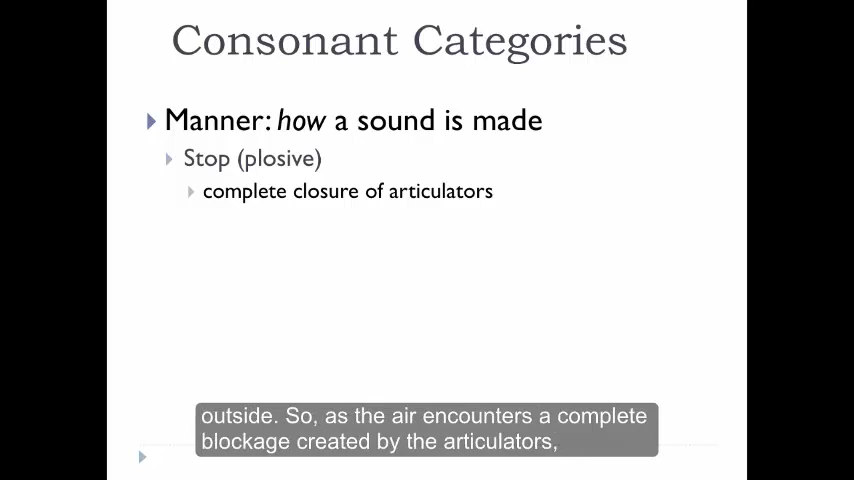 Consonant Categories
Manner: how a sound is made
Stop (plosive)
complete closure of articulators
outside. So, as the air encounters a complete
blockage created by the articulators,